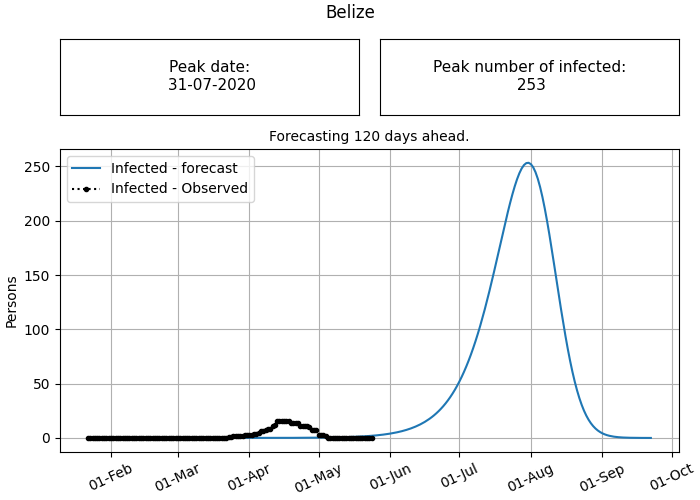 Belize
Peak date:
31-07-2020
Peak number of infected:
253
Forecasting 120 days ahead.
Infected - forecast
Infected - Observed
Persons
250
200
150
100
50
0
01-Feb
01-Mar
01-Apr
01-May
01-Jun
01-Jul
01-Aug
01-Sep
01-Oct